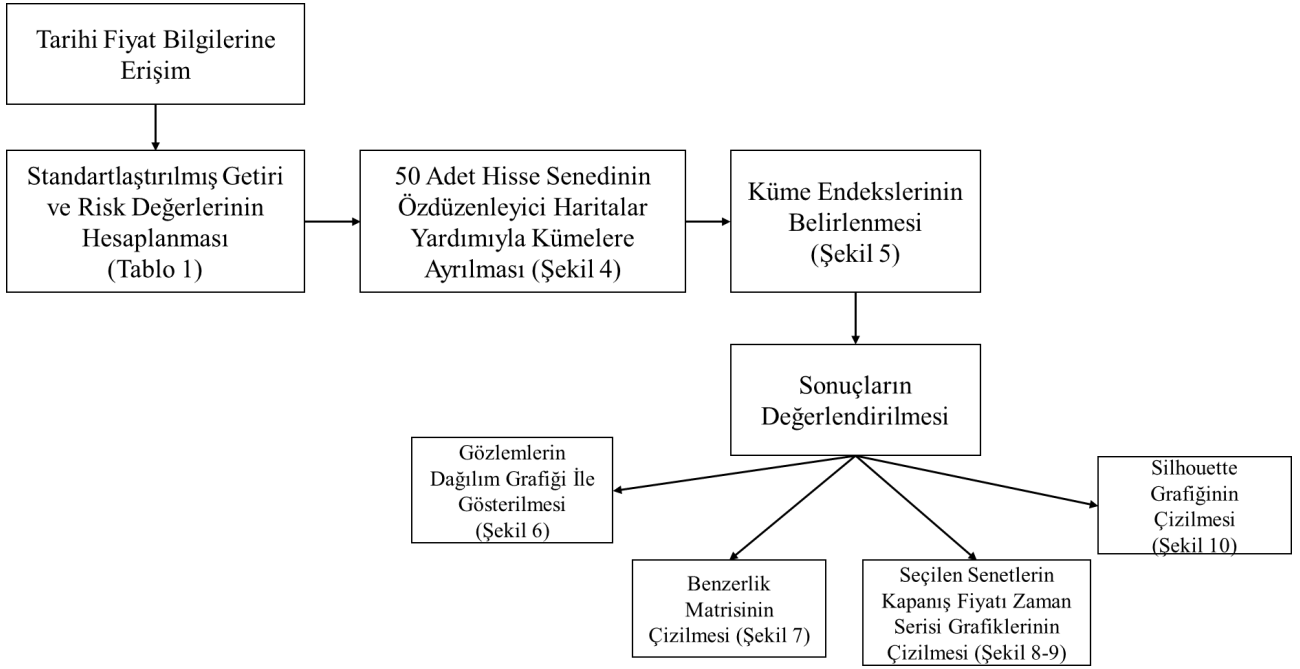 Tarihi Fiyat Bilgilerine
Erişim
Standartlaştırılmış Getiri
ve Risk Değerlerinin
Hesaplanması
(Tablo 1)
50 Adet Hisse Senedinin
Özdüzenleyici Haritalar
Yardımıyla Kümelere
Ayrılması (Şekil 4)
Küme Endekslerinin
Belirlenmesi
(Şekil 5)
Sonuçların
Değerlendirilmesi
Gözlemlerin
Dağılım Grafiği İle
Gösterilmesi
(Şekil 6)
Benzerlik
Matrisinin
Çizilmesi (Şekil 7)
Seçilen Senetlerin
Kapanış Fiyatı Zaman
Serisi Grafiklerinin
Çizilmesi (Şekil 8-9)
Silhouette
Grafiğinin
Çizilmesi
(Şekil 10)